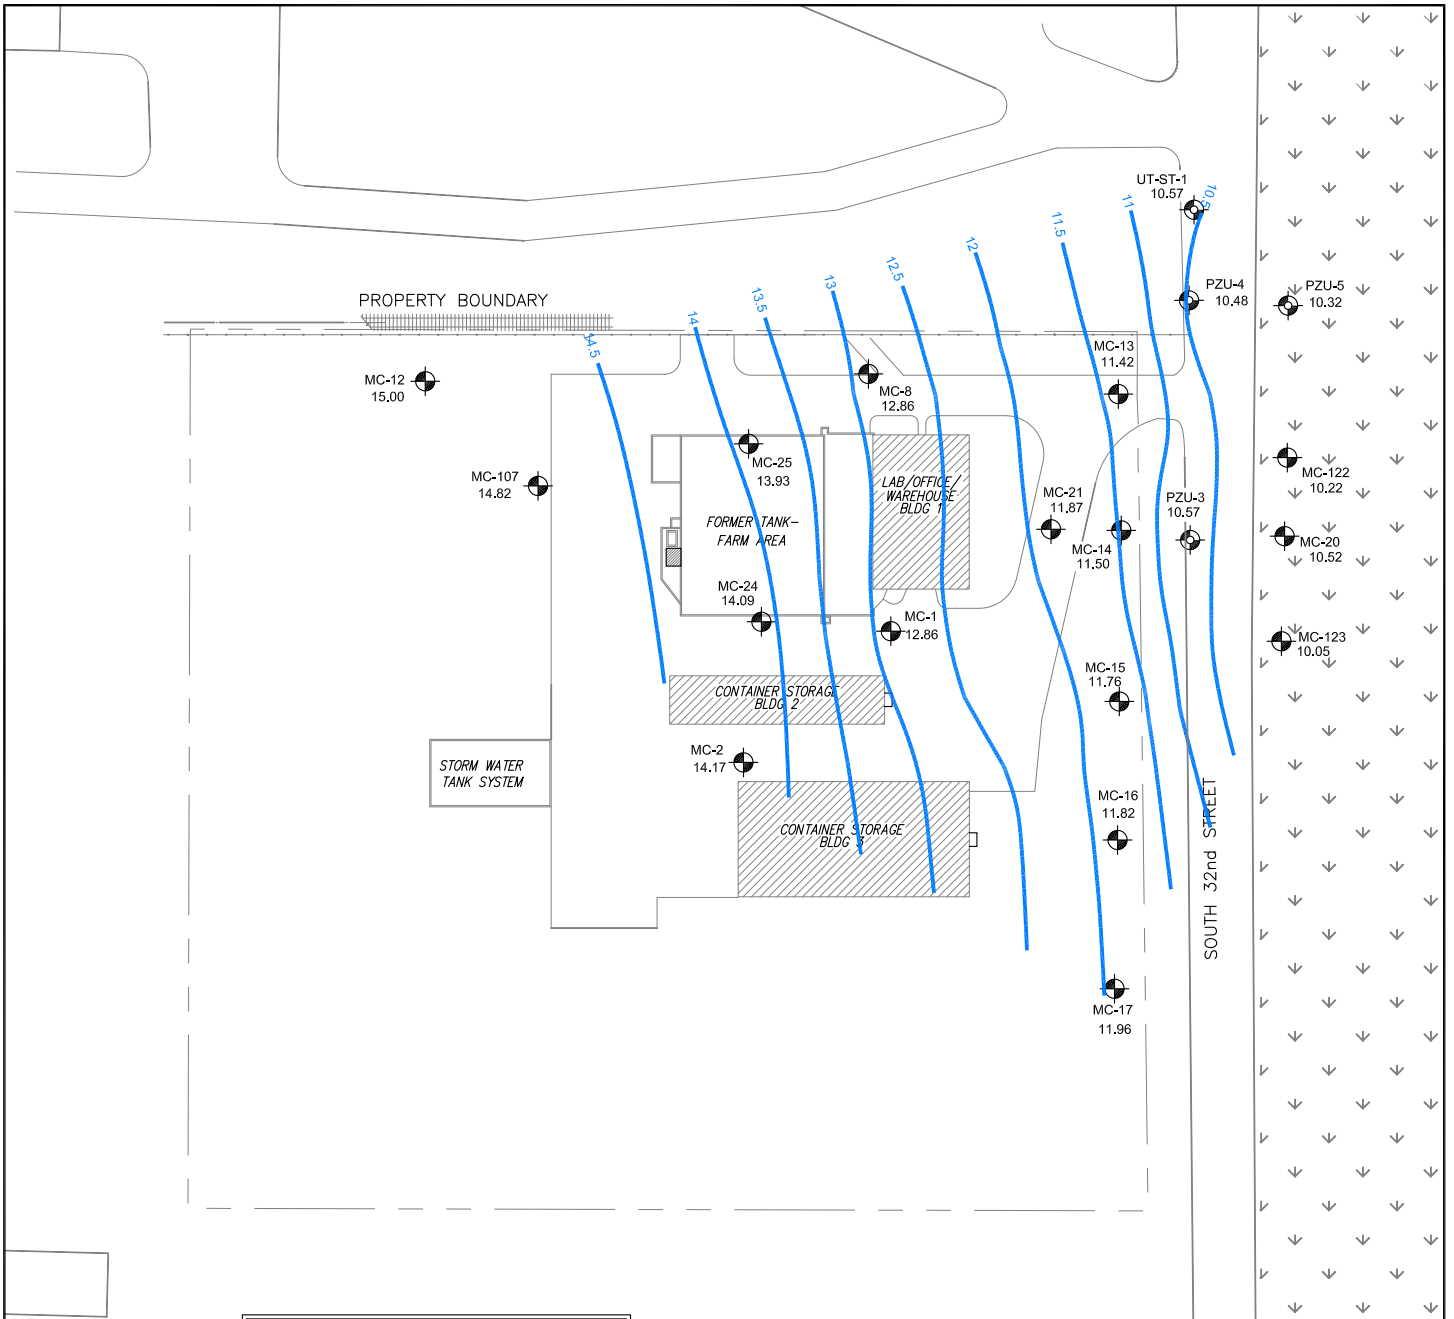 UT-ST-1
10.57
10.5
11
11.5
12
12.5
13
13.5
14
14.5
PROPERTY BOUNDARY
PZU-4
10.48
PZU-5
10.32
MC-13
11.42
MC-12
15.00
MC-8
12.86
MC-25
13.93
MC-107
14.82
LAB/OFFICE/
WAREHOUSE
BLDG 1
MC-122
10.22
MC-21
11.87
PZU-3
10.57
FORMER TANK-
FARM AREA
MC-14
11.50
MC-20
10.52
MC-24
14.09
MC-1
12.86
MC-123
10.05
MC-15
11.76
CONTAINER STORAGE
BLDG 2
MC-2
14.17
STORM WATER
TANK SYSTEM
MC-16
11.82
CONTAINER STORAGE
BLDG 3
SOUTH 32nd STREET
MC-17
11.96